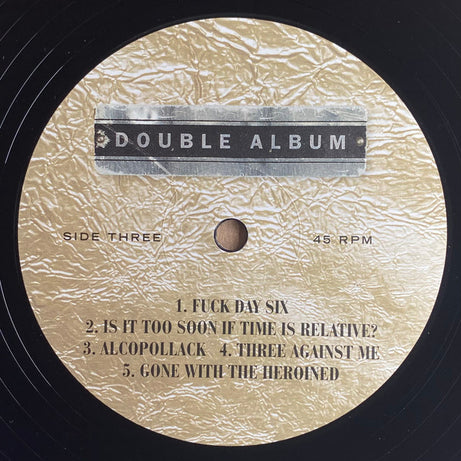 DOUBLE ALBUM
SIDE THREE 45 RPM
1. FUCK DAY SIX
2. IS IT TOO SOON IF TIME IS RELATIVE?
3. ALCOPOLLACK 4. THREE AGAINST ME
5. GONE WITH THE HEROINED